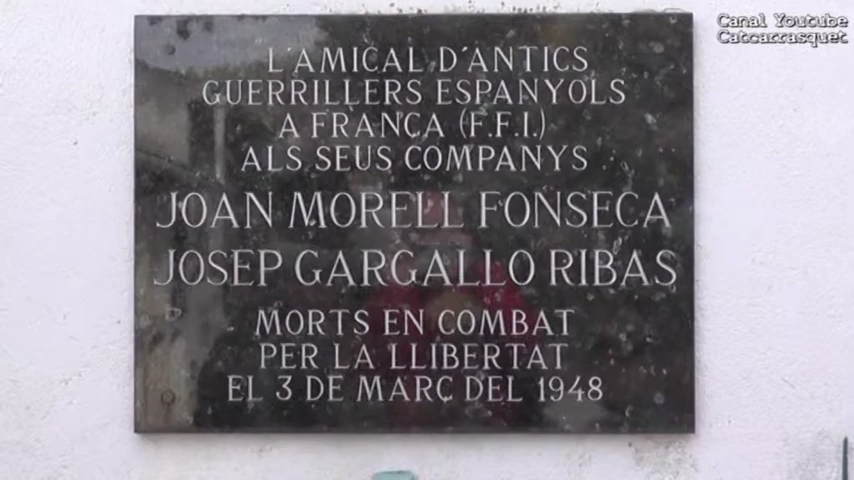 Canal Youtube
Catcarrasquet
L'AMICAL D'ANTICS
GUERRILLERS ESPANYOLS
A FRANÇA (F.F.I.)
ALS SEUS COMPANYS
JOAN MORELL FONSECA
JOSEP GARGALLO RIBAS
MORTS EN COMBAT
PER LA LLIBERTAT
EL 3 DE MARÇ DEL 1948